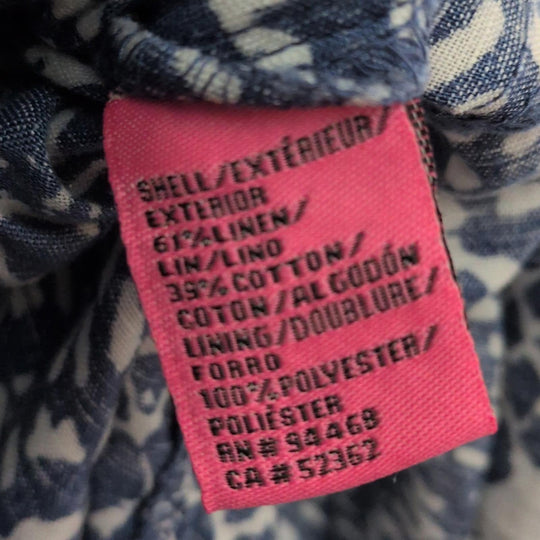 SHELL/EXTÉRIEUR/
EXTERIOR
61%LINEN/
LIN/LINO
39%COTTON/
COTON/ALGODÓN
LINING/DOUBLURE/
FORRO
100%POLYESTER/
POLIÉSTER
RN# 94468
CA# 52362